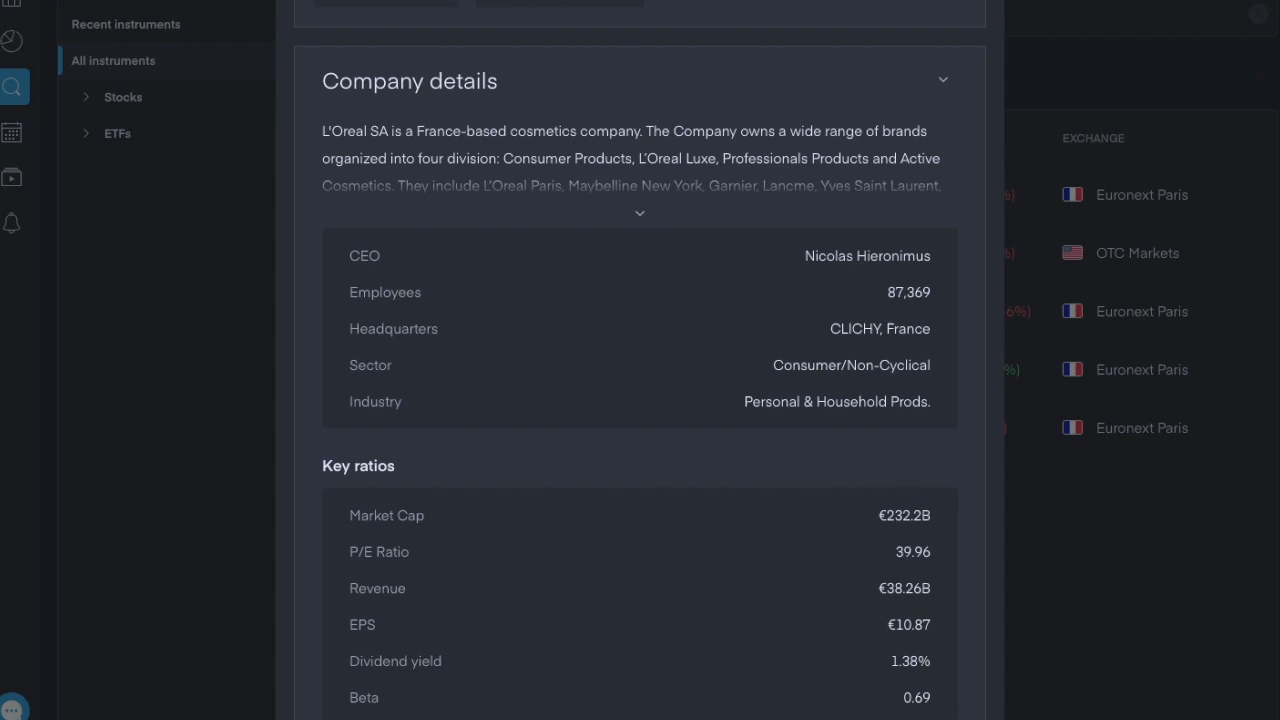 Recent instruments
All instruments
Stocks
ETFs
Company details
L'Oreal SA is a France-based cosmetics company. The Company owns a wide range of brands
organized into four division: Consumer Products, L'Oreal Luxe, Professionals Products and Active
Cosmetics. They include L'Oreal Paris, Maybelline New York, Garnier, Lancme, Yves Saint Laurent,
CEO Nicolas Hieronimus
Employees 87,369
Headquarters CLICHY, France
Sector Consumer/Non-Cyclical
Industry Personal & Household Prods.
Key ratios
Market Cap €232.2B
P/E Ratio 39.96
Revenue €38.26B
EPS €10.87
Dividend yield 1.38%
Beta 0.69
EXCHANGE
%) Euronext Paris
%) OTC Markets
6%) Euronext Paris
%) Euronext Paris
) Euronext Paris